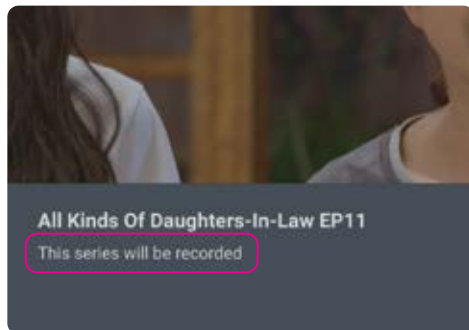 All Kinds Of Daughters-In-Law EP11
This series will be recorded